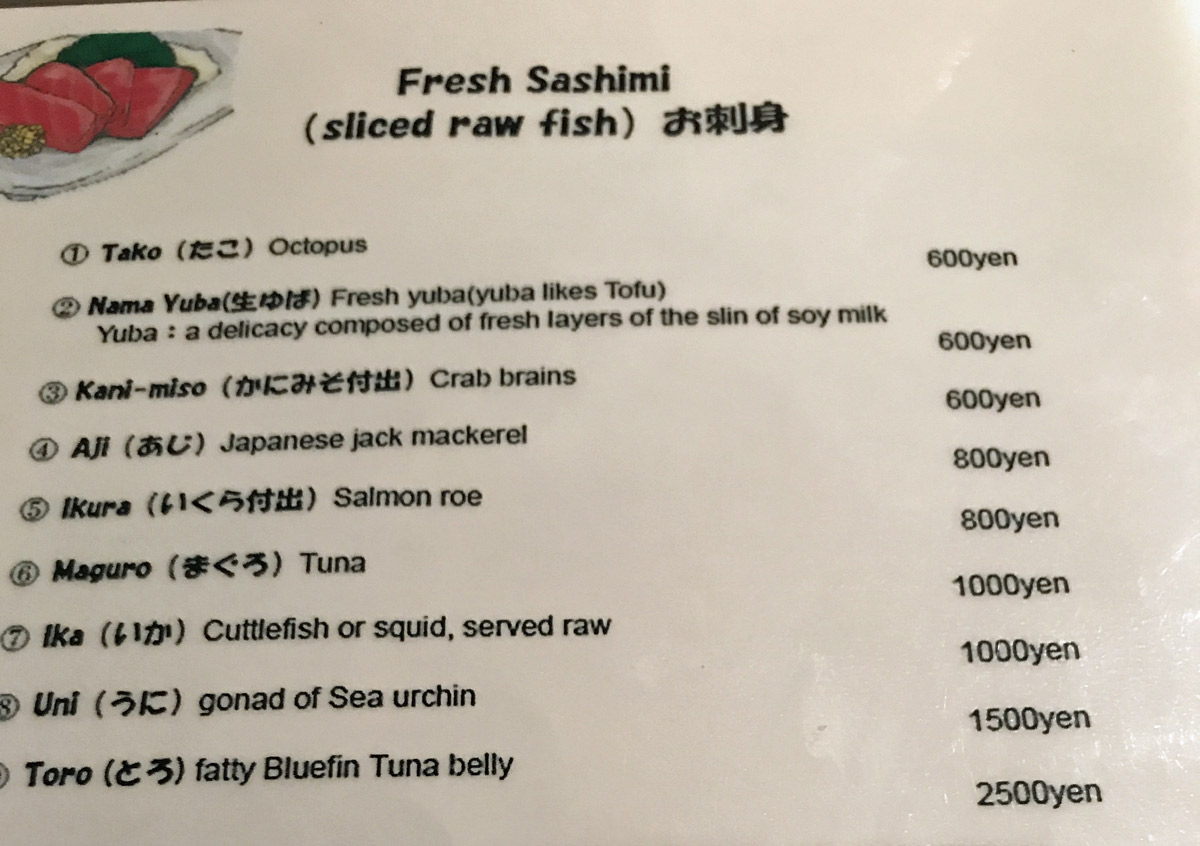 Fresh Sashimi
(sliced raw fish) お刺身
① Tako (たこ) Octopus 600yen
② Nama Yuba(生ゆば) Fresh yuba(yuba likes Tofu)
Yuba：a delicacy composed of fresh layers of the slin of soy milk 600yen
③ Kani-miso (かにみそ付出) Crab brains 600yen
④ Aji (あじ) Japanese jack mackerel 800yen
⑤ Ikura (いくら付出) Salmon roe 800yen
⑥ Maguro (まぐろ) Tuna 1000yen
⑦ Ika (いか) Cuttlefish or squid, served raw 1000yen
⑧ Uni (うに) gonad of Sea urchin 1500yen
Toro (とろ) fatty Bluefin Tuna belly 2500yen